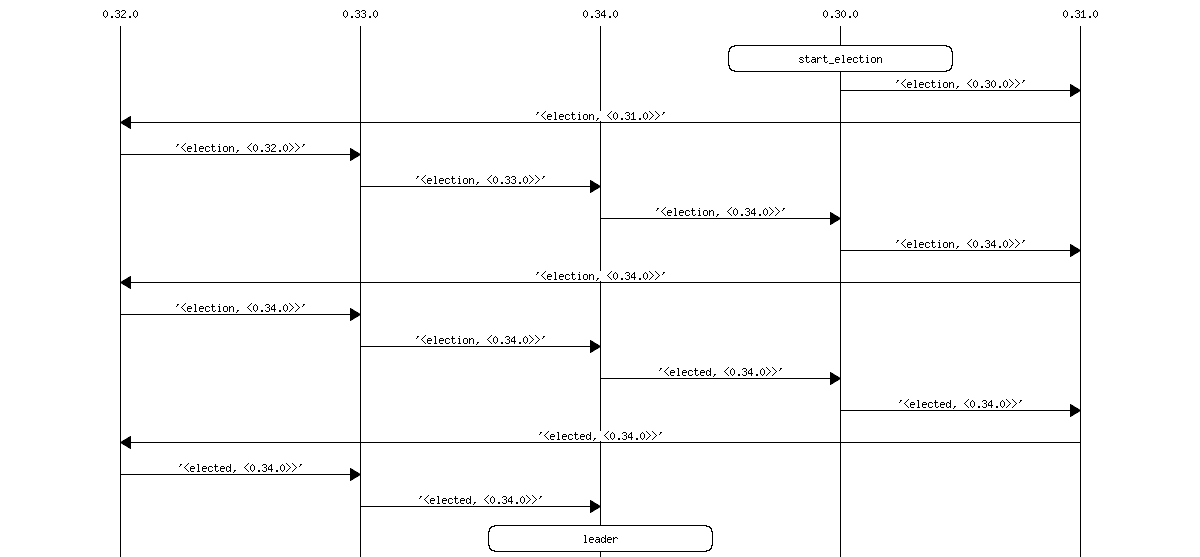 0.32.0 0.33.0 0.34.0 0.30.0 0.31.0
start_election
'<election, <0.30.0>>'
'<election, <0.31.0>>'
'<election, <0.32.0>>'
'<election, <0.33.0>>'
'<election, <0.34.0>>'
'<election, <0.34.0>>'
'<election, <0.34.0>>'
'<election, <0.34.0>>'
'<election, <0.34.0>>'
'<elected, <0.34.0>>'
'<elected, <0.34.0>>'
'<elected, <0.34.0>>'
'<elected, <0.34.0>>'
'<elected, <0.34.0>>'
leader